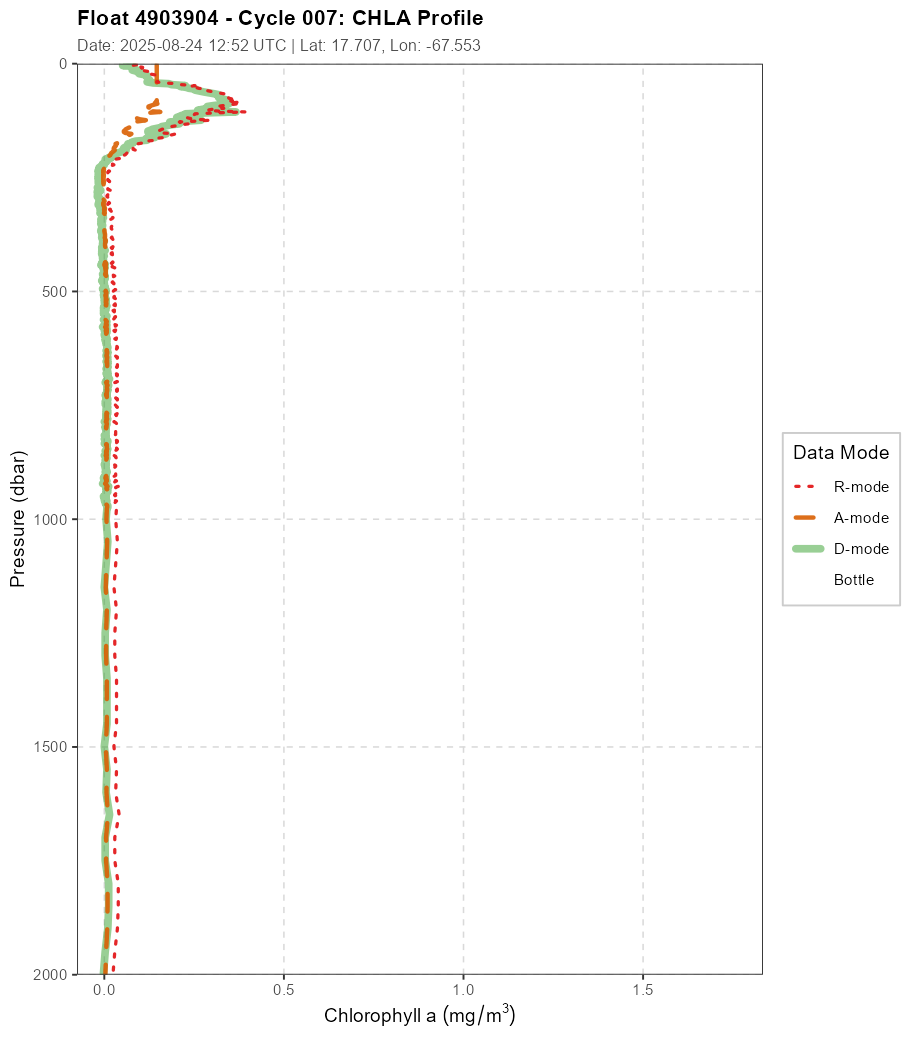 Float 4903904 - Cycle 007: CHLA Profile
Date: 2025-08-24 12:52 UTC | Lat: 17.707, Lon: -67.553
0
500
1000
1500
2000
Pressure (dbar)
0.0
0.5
1.0
1.5
Chlorophyll a (mg/m³)
Data Mode
R-mode
A-mode
D-mode
Bottle